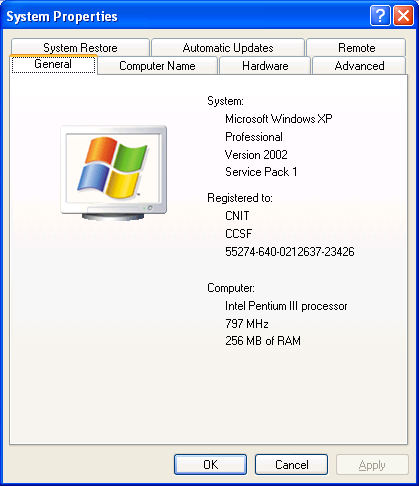 System Properties
System Restore Automatic Updates Remote
General Computer Name Hardware Advanced
System:
Microsoft Windows XP
Professional
Version 2002
Service Pack 1
Registered to:
CNIT
CCSF
55274-640-0212637-23426
Computer:
Intel Pentium III processor
797 MHz
256 MB of RAM
OK Cancel Apply